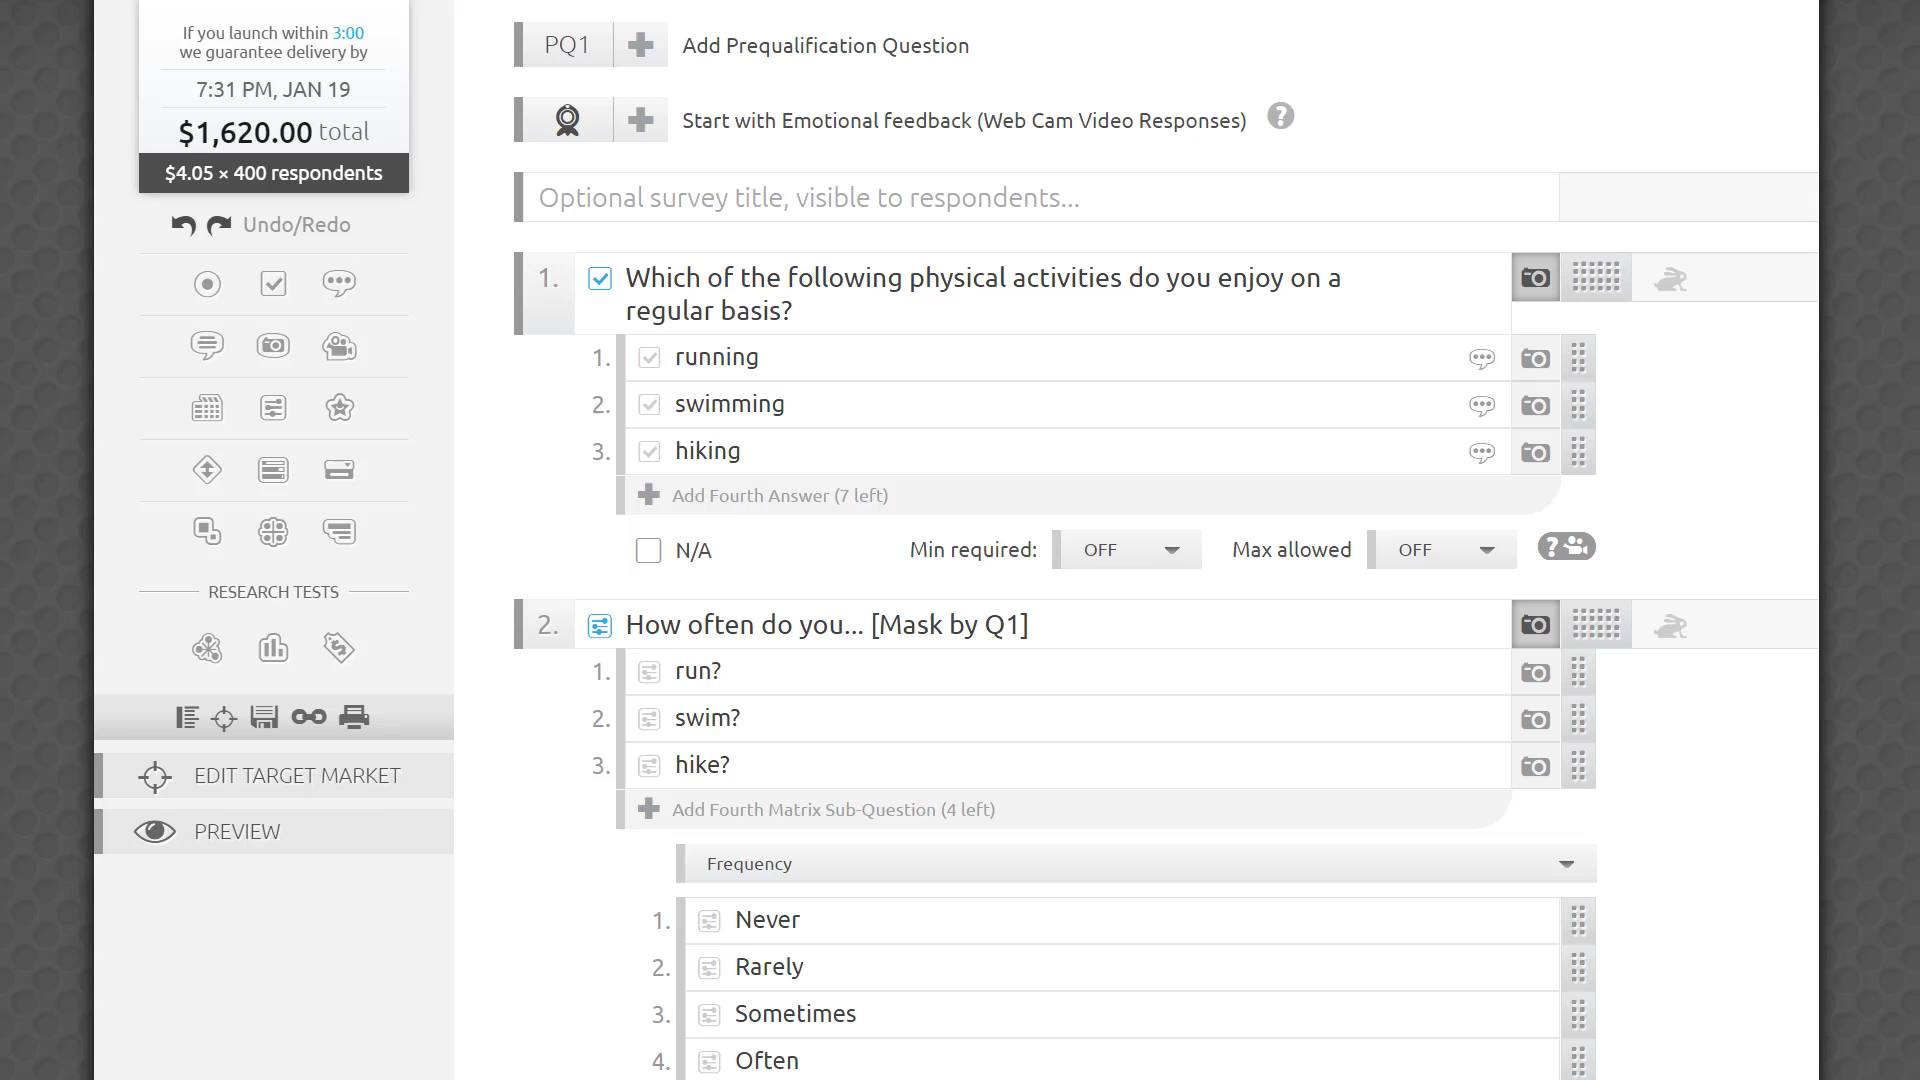 If you launch within 3:00
we guarantee delivery by
7:31 PM, JAN 19
$1,620.00 total
$4.05 × 400 respondents
Undo/Redo
RESEARCH TESTS
EDIT TARGET MARKET
PREVIEW
PQ1
Add Prequalification Question
Start with Emotional feedback (Web Cam Video Responses) ?
Optional survey title, visible to respondents...
1. Which of the following physical activities do you enjoy on a
regular basis?
1. running
2. swimming
3. hiking
Add Fourth Answer (7 left)
N/A Min required: OFF Max allowed OFF ?
2. How often do you... [Mask by Q1]
1. run?
2. swim?
3. hike?
Add Fourth Matrix Sub-Question (4 left)
Frequency
1. Never
2. Rarely
3. Sometimes
4. Often